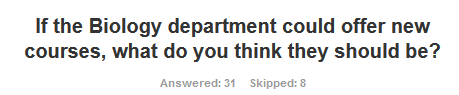 If the Biology department could offer new
courses, what do you think they should be?
Answered: 31 Skipped: 8